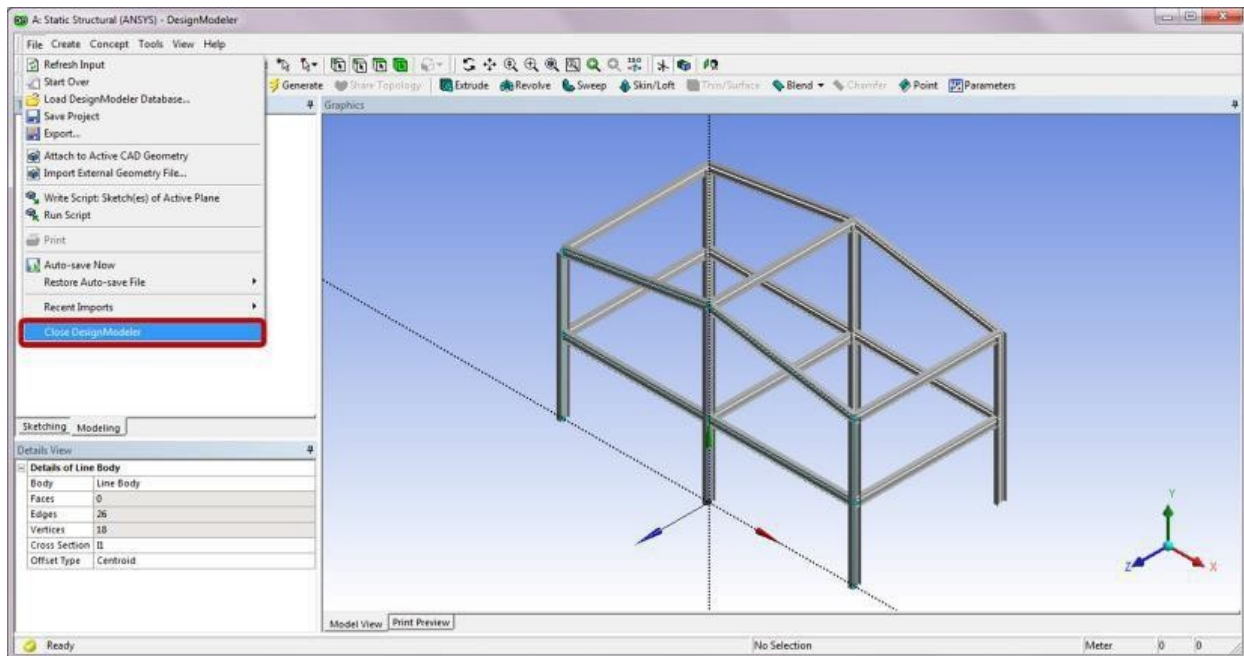 A: Static Structural (ANSYS) - DesignModeler
File Create Concept Tools View Help
Refresh Input
Start Over
Load DesignModeler Database...
Save Project
Export...
Attach to Active CAD Geometry
Import External Geometry File...
Write Script: Sketch(es) of Active Plane
Run Script
Print
Auto-save Now
Restore Auto-save File
Recent Imports
Close DesignModeler
Generate Share Topology Extrude Revolve Sweep Skin/Loft Thin/Surface Blend Chamfer Point Parameters
Graphics
Sketching Modeling
Details View
Details of Line Body
Body Line Body
Faces 0
Edges 26
Vertices 18
Cross Section I1
Offset Type Centroid
Y
Z
X
Model View Print Preview
Ready No Selection Meter 0 0